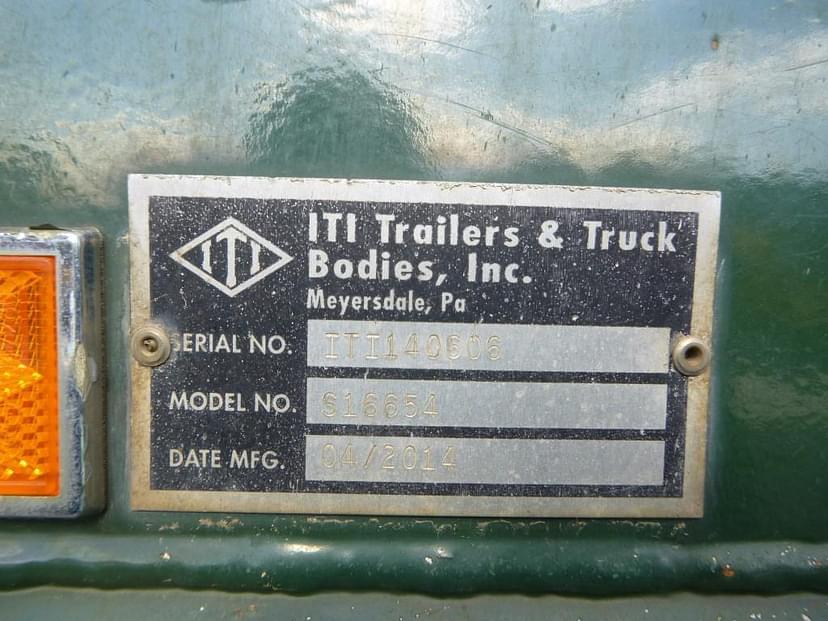 ITI
ITI Trailers & Truck
Bodies, Inc.
Meyersdale, Pa
SERIAL NO. ITI140606
MODEL NO. S16654
DATE MFG. 04/2014